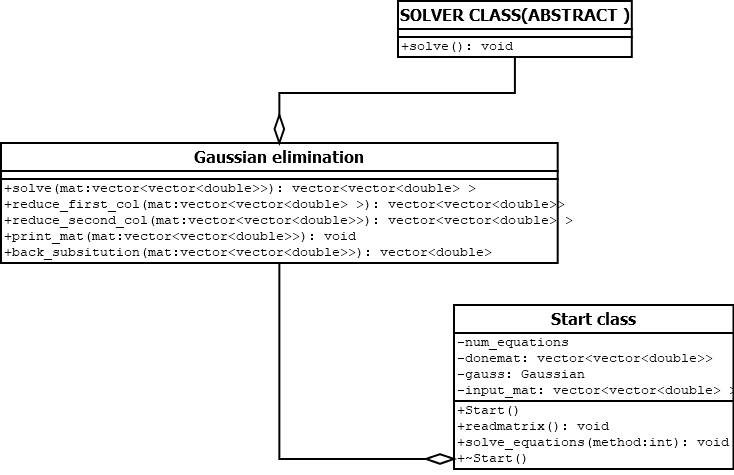 SOLVER CLASS(ABSTRACT )
+solve(): void
Gaussian elimination
+solve(mat:vector<vector<double>>): vector<vector<double> >
+reduce_first_col(mat:vector<vector<double> >): vector<vector<double>>
+reduce_second_col(mat:vector<vector<double>>): vector<vector<double> >
+print_mat(mat:vector<vector<double>>): void
+back_subsitution(mat:vector<vector<double>>): vector<double>
Start class
-num_equations
-donemat: vector<vector<double>>
-gauss: Gaussian
-input_mat: vector<vector<double> >
+Start()
+readmatrix(): void
+solve_equations(method:int): void
+~Start()